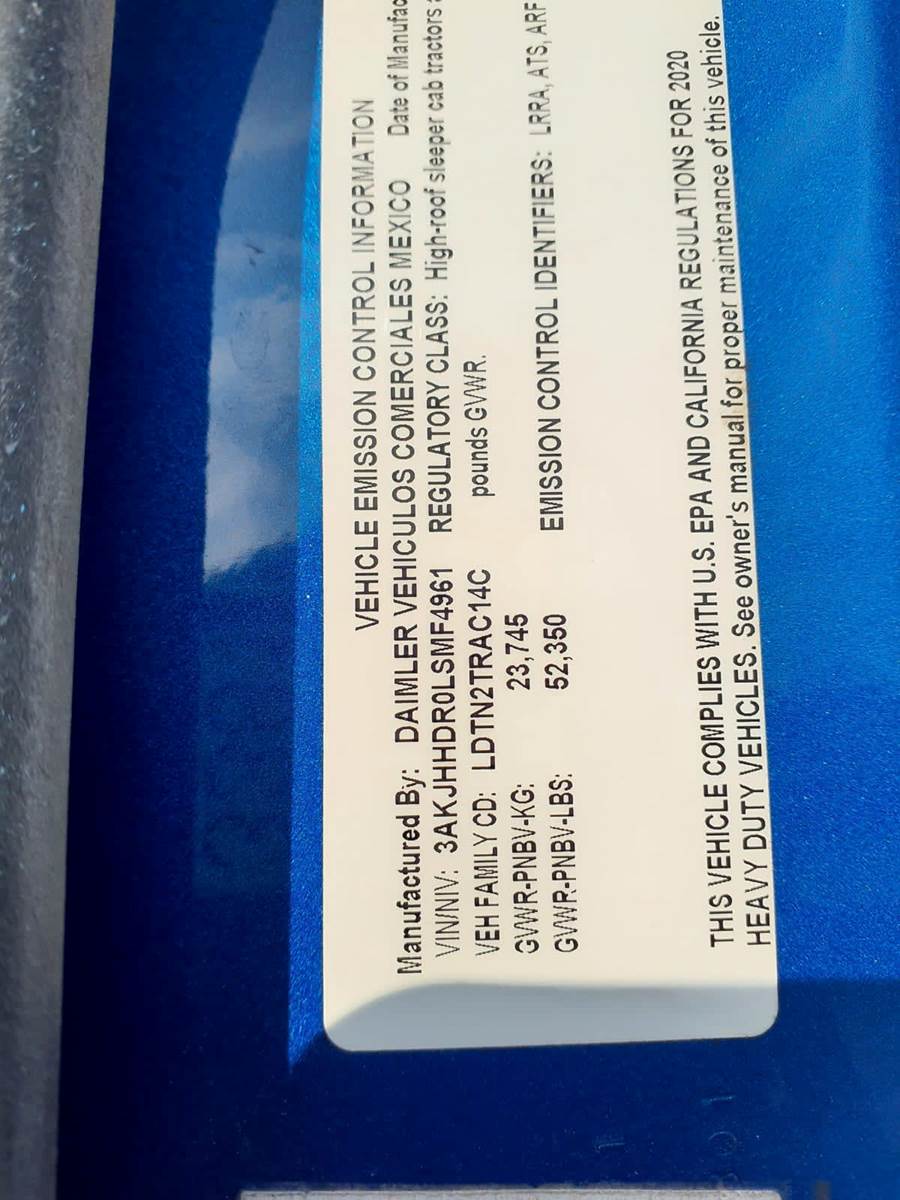 VEHICLE EMISSION CONTROL INFORMATION
Manufactured By: DAIMLER VEHICULOS COMERCIALES MEXICO Date of Manufac
VIN/NIV: 3AKJHHDR0LSMF4961 REGULATORY CLASS: High-roof sleeper cab tractors
VEH FAMILY CD: LDTN2TRAC14C pounds GVWR.
GVWR-PNBV-KG: 23,745
GVWR-PNBV-LBS: 52,350 EMISSION CONTROL IDENTIFIERS: LRRA, ATS, ARF
THIS VEHICLE COMPLIES WITH U.S. EPA AND CALIFORNIA REGULATIONS FOR 2020
HEAVY DUTY VEHICLES. See owner's manual for proper maintenance of this vehicle.